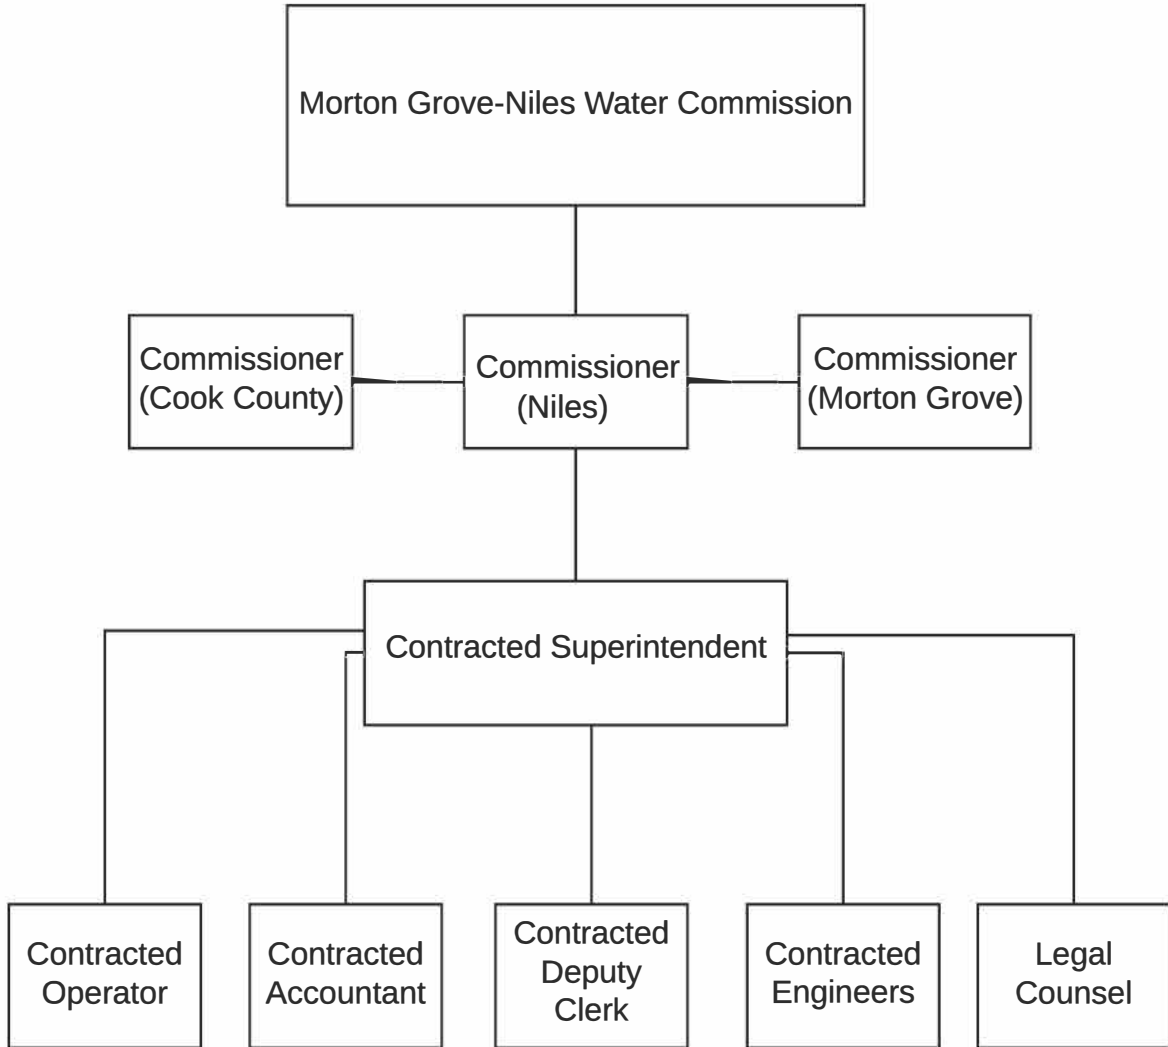 Morton Grove-Niles Water Commission
Commissioner
(Cook County)
Commissioner
(Niles)
Commissioner
(Morton Grove)
Contracted Superintendent
Contracted
Operator
Contracted
Accountant
Contracted
Deputy
Clerk
Contracted
Engineers
Legal
Counsel